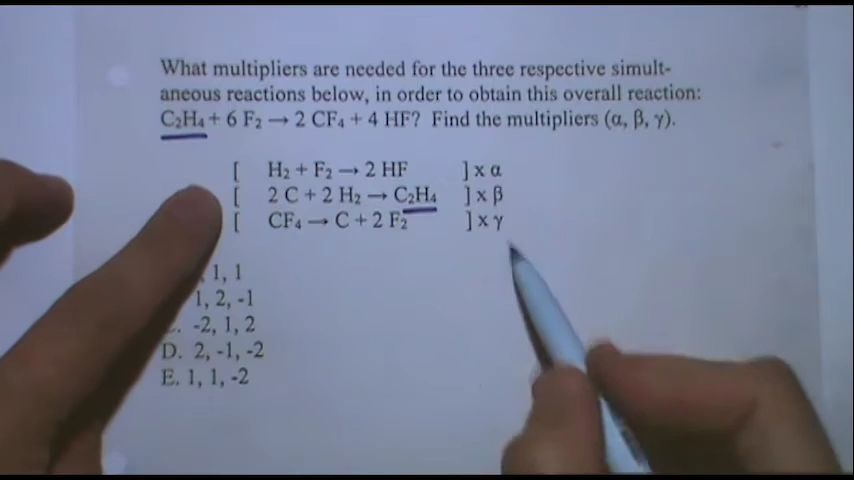 What multipliers are needed for the three respective simult-
aneous reactions below, in order to obtain this overall reaction:
C₂H₄ + 6 F₂ → 2 CF₄ + 4 HF? Find the multipliers (α, β, γ).
[ H₂ + F₂ → 2 HF ] x α
[ 2 C + 2 H₂ → C₂H₄ ] x β
[ CF₄ → C + 2 F₂ ] x γ
, 1, 1
1, 2, -1
. -2, 1, 2
D. 2, -1, -2
E. 1, 1, -2